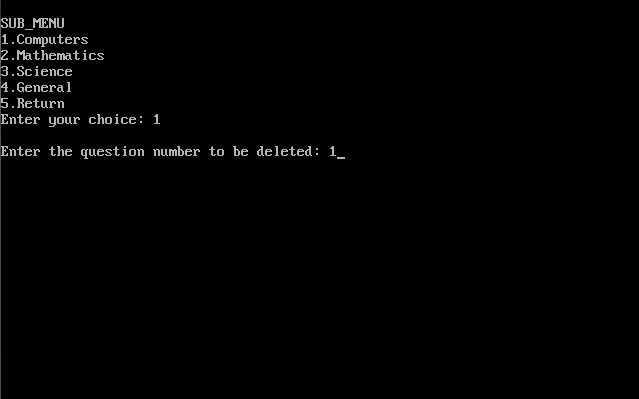 SUB_MENU
1.Computers
2.Mathematics
3.Science
4.General
5.Return
Enter your choice: 1
Enter the question number to be deleted: 1_